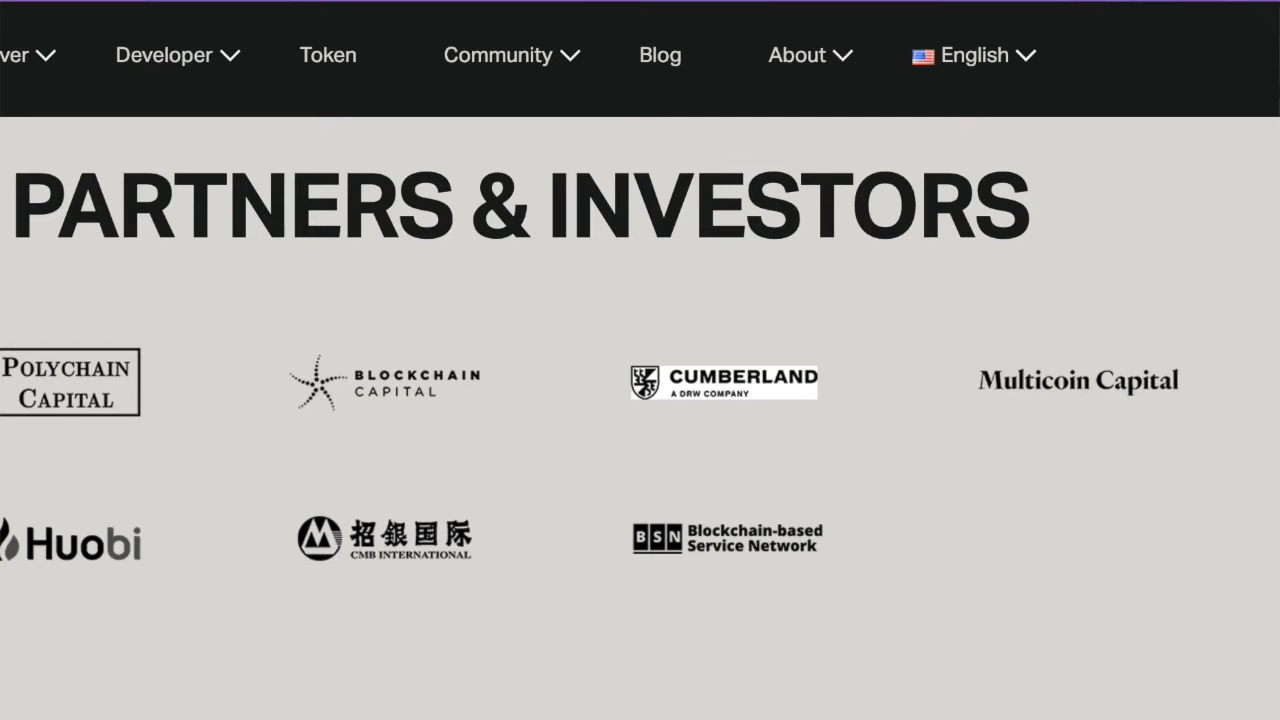 ver Developer Token Community Blog About English
PARTNERS & INVESTORS
POLYCHAIN
CAPITAL
BLOCKCHAIN
CAPITAL
CUMBERLAND
A DRW COMPANY
Multicoin Capital
Huobi
招银国际
CMB INTERNATIONAL
BSN
Blockchain-based
Service Network